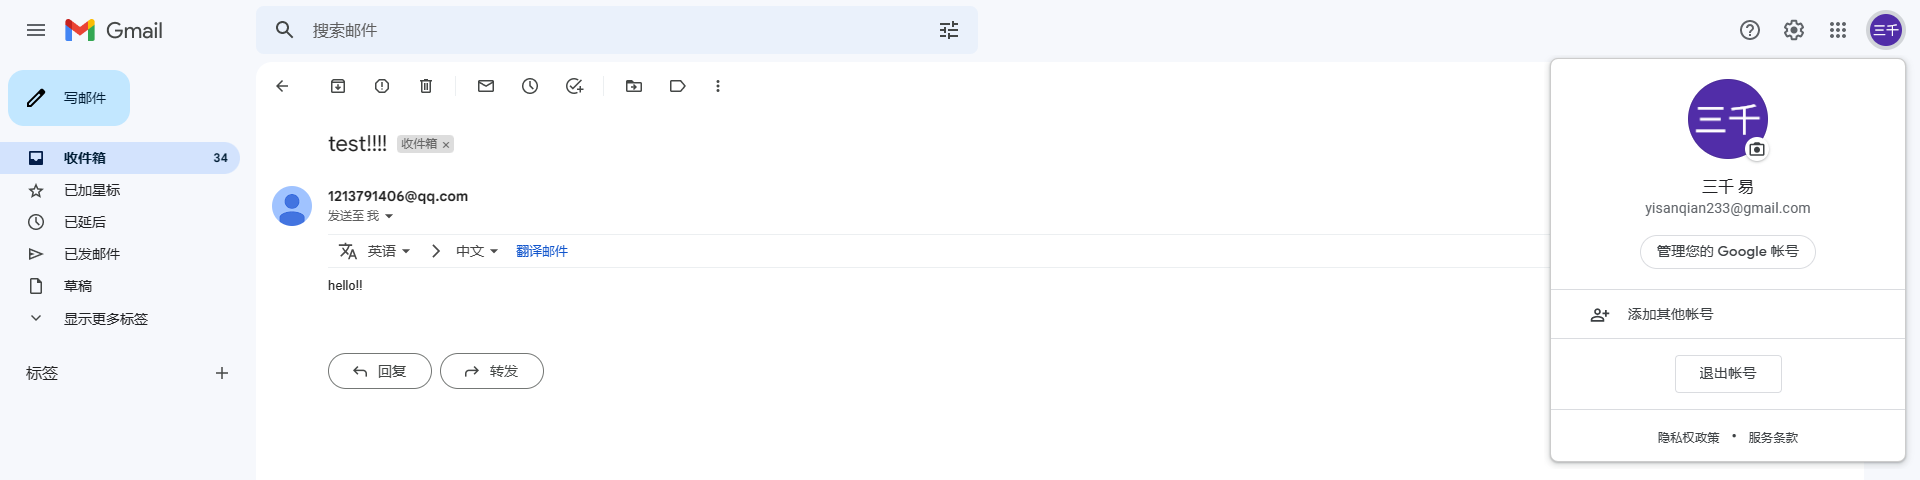 Gmail
搜索邮件
三千
写邮件
收件箱 34
已加星标
已延后
已发邮件
草稿
显示更多标签
标签
test!!!! 收件箱 ×
1213791406@qq.com
发送至 我
英语 中文 翻译邮件
hello!!
回复 转发
三千
三千 易
yisanqian233@gmail.com
管理您的 Google 帐号
添加其他帐号
退出帐号
隐私权政策 • 服务条款